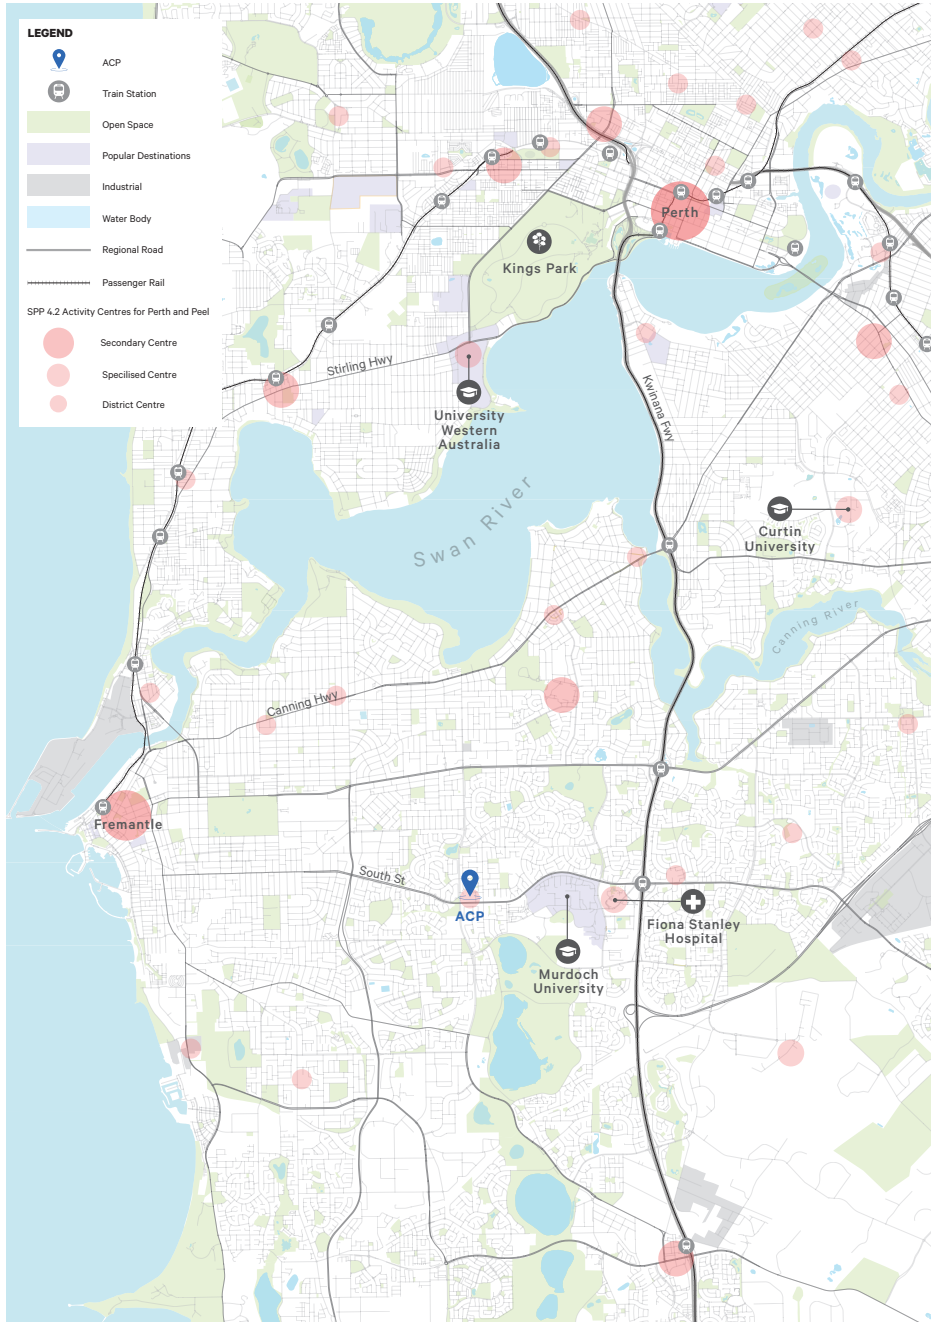 LEGEND
ACP
Train Station
Open Space
Popular Destinations
Industrial
Water Body
Regional Road
Passenger Rail
SPP 4.2 Activity Centres for Perth and Peel
Secondary Centre
Specilised Centre
District Centre
Perth
Kings Park
Stirling Hwy
Kwinana Fwy
University
Western
Australia
Swan River
Curtin
University
Canning River
Canning Hwy
Fremantle
South St
ACP
Fiona Stanley
Hospital
Murdoch
University